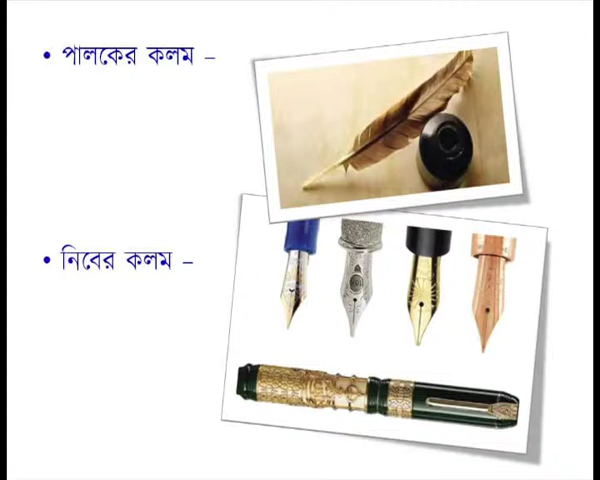 • পালকের কলম –
• নিবের কলম –